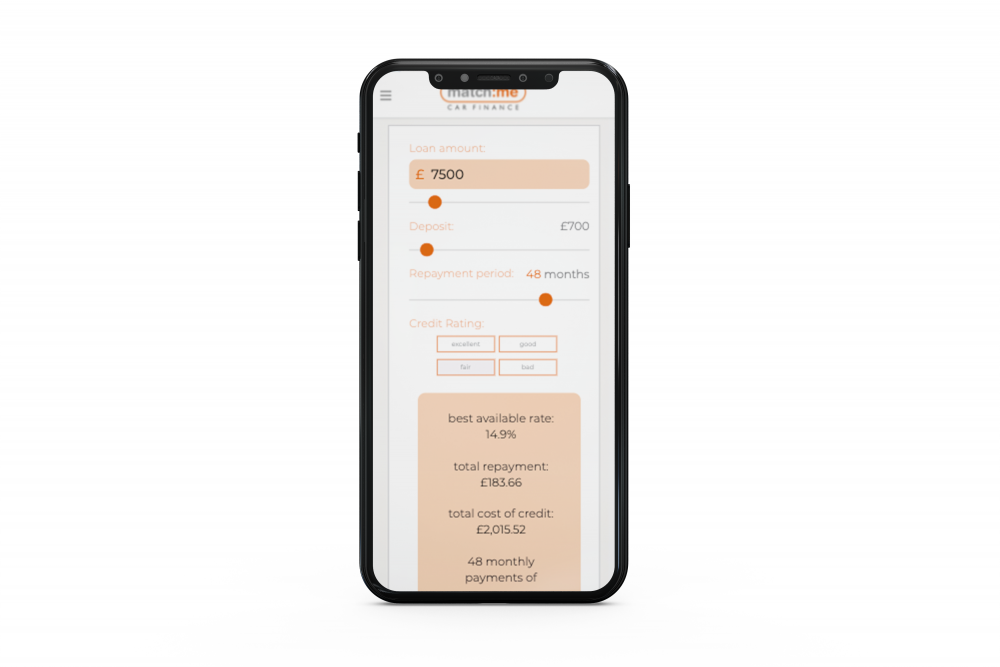 match:me
CAR FINANCE
Loan amount:
£ 7500
Deposit: £700
Repayment period: 48 months
Credit Rating:
excellent good
fair bad
best available rate:
14.9%
total repayment:
£183.66
total cost of credit:
£2,015.52
48 monthly
payments of